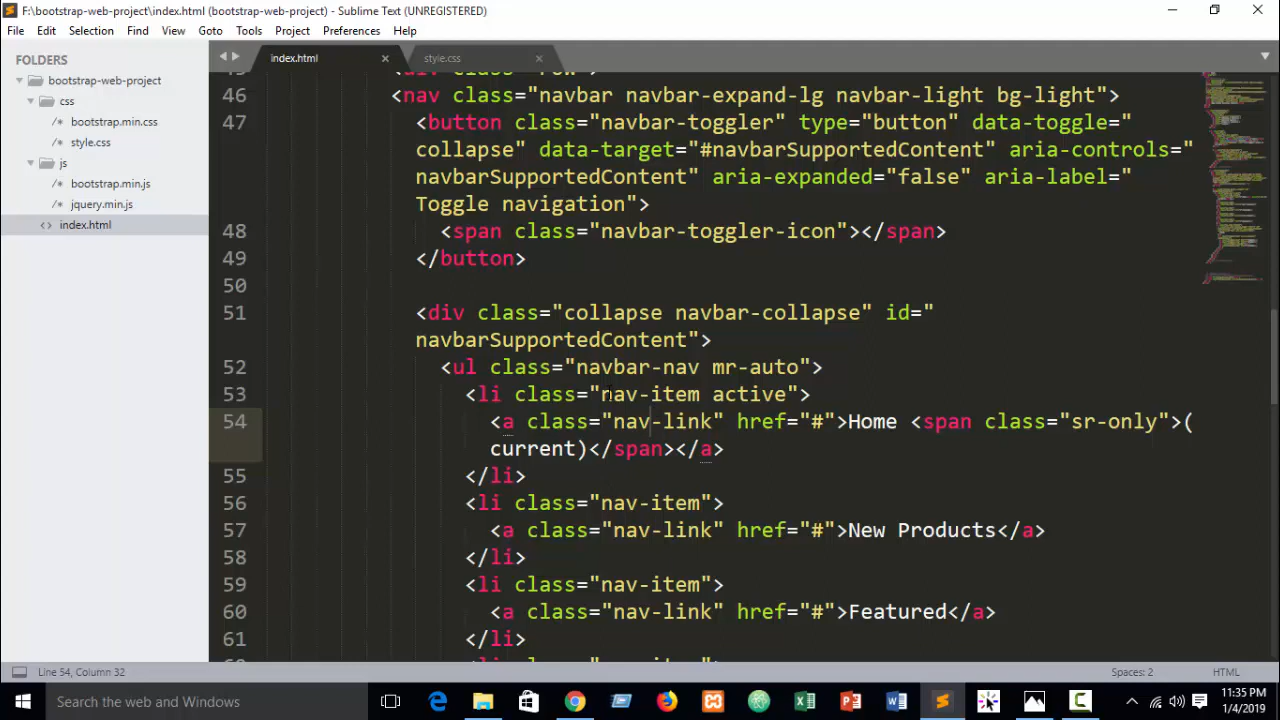 F:\bootstrap-web-project\index.html (bootstrap-web-project) - Sublime Text (UNREGISTERED)
File Edit Selection Find View Goto Tools Project Preferences Help
FOLDERS
bootstrap-web-project
css
/* bootstrap.min.css
/* style.css
js
/* bootstrap.min.js
/* jquery.min.js
<> index.html
index.html × style.css ×
46 <nav class="navbar navbar-expand-lg navbar-light bg-light">
47 <button class="navbar-toggler" type="button" data-toggle="
collapse" data-target="#navbarSupportedContent" aria-controls="
navbarSupportedContent" aria-expanded="false" aria-label="
Toggle navigation">
48 <span class="navbar-toggler-icon"></span>
49 </button>
50
51 <div class="collapse navbar-collapse" id="
navbarSupportedContent">
52 <ul class="navbar-nav mr-auto">
53 <li class="nav-item active">
54 <a class="nav-link" href="#">Home <span class="sr-only">(
current)</span></a>
55 </li>
56 <li class="nav-item">
57 <a class="nav-link" href="#">New Products</a>
58 </li>
59 <li class="nav-item">
60 <a class="nav-link" href="#">Featured</a>
61 </li>
Line 54, Column 32
Spaces: 2 HTML
Search the web and Windows
11:35 PM
1/4/2019